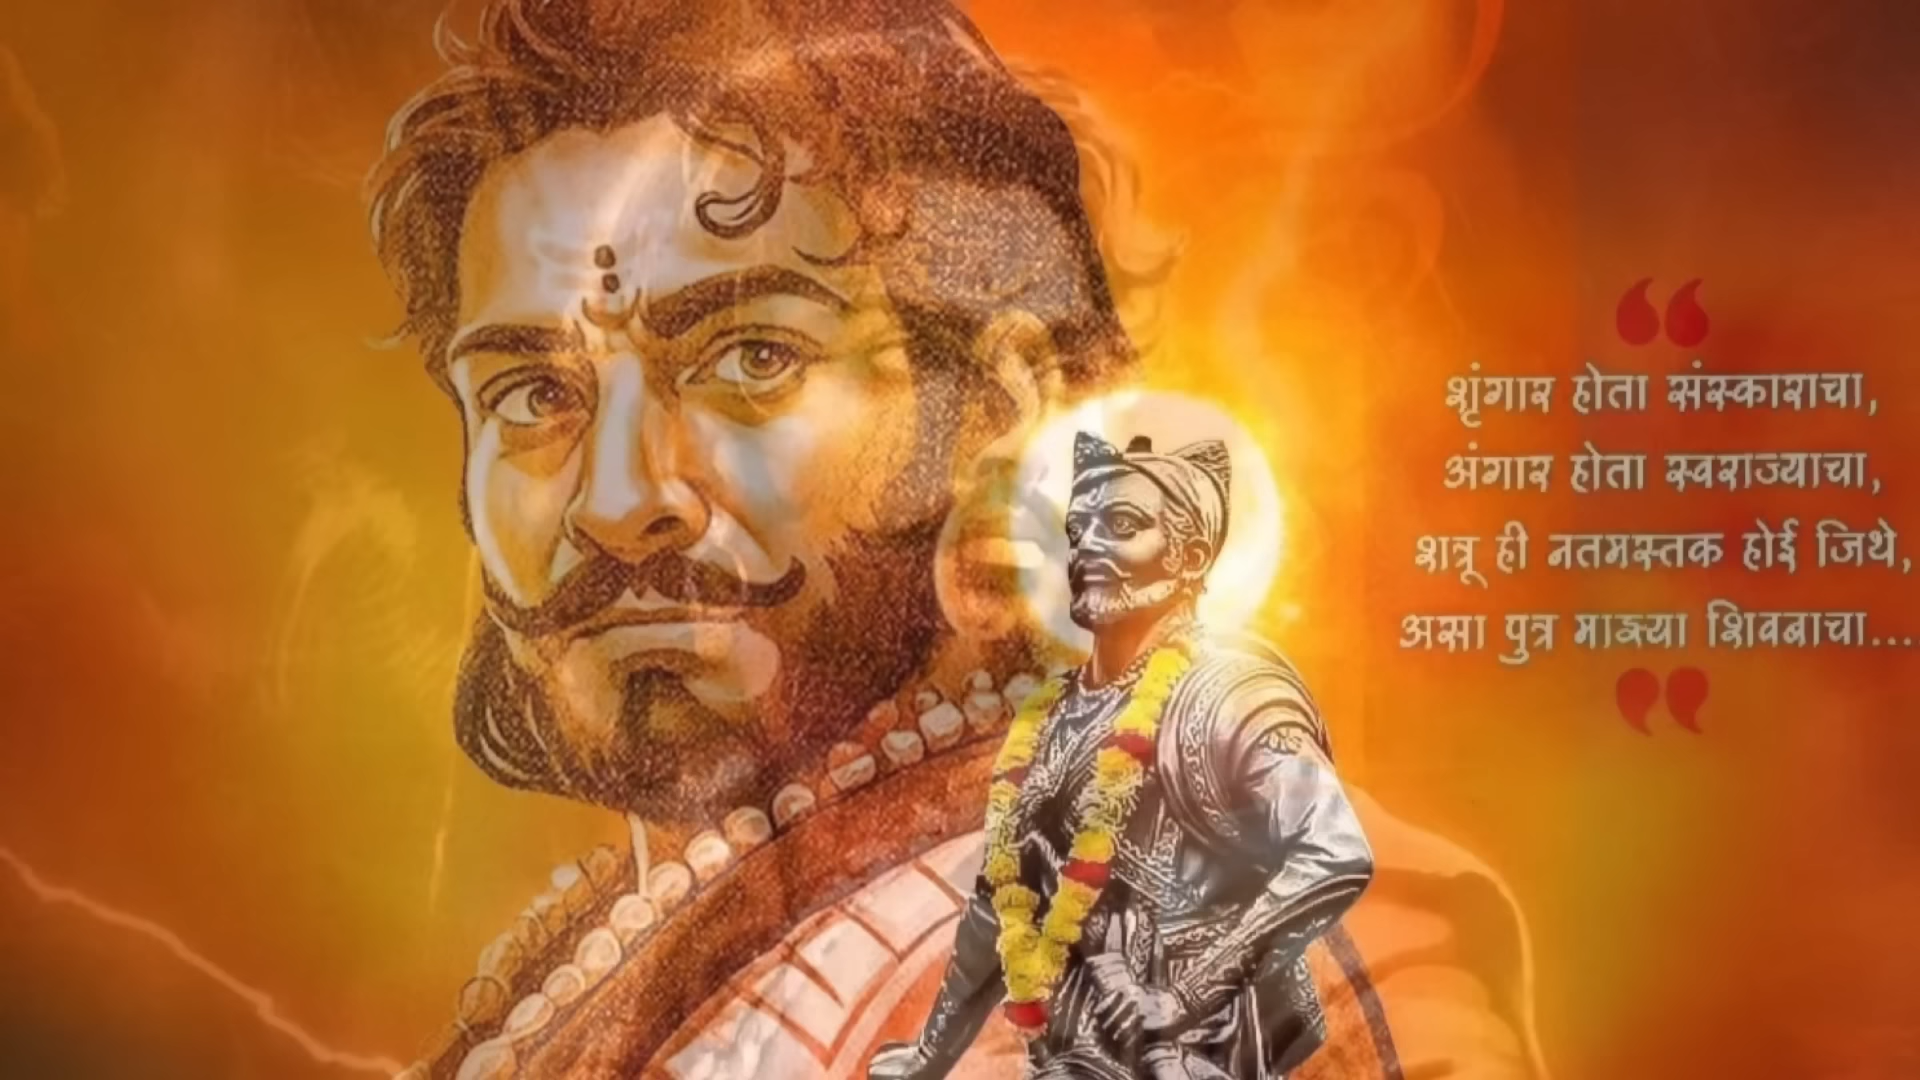 शृंगार होता संस्काराचा,
अंगार होता स्वराज्याचा,
शत्रू ही नतमस्तक होई जिथे,
असा पुत्र माझ्या शिवबाचा...